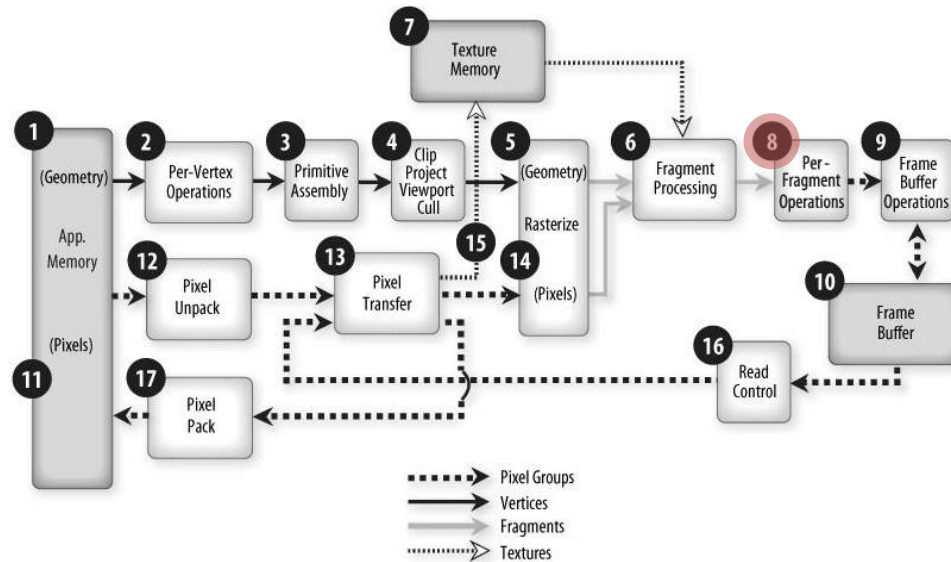 7
Texture
Memory
1
2
3
4
5
6
8
9
(Geometry)
Per-Vertex
Operations
Primitive
Assembly
Clip
Project
Viewport
Cull
(Geometry)
Fragment
Processing
Per-
Fragment
Operations
Frame
Buffer
Operations
App.
Memory
Rasterize
12
13
15
14
10
Pixel
Unpack
Pixel
Transfer
(Pixels)
Frame
Buffer
(Pixels)
11
17
16
Pixel
Pack
Read
Control
Pixel Groups
Vertices
Fragments
Textures